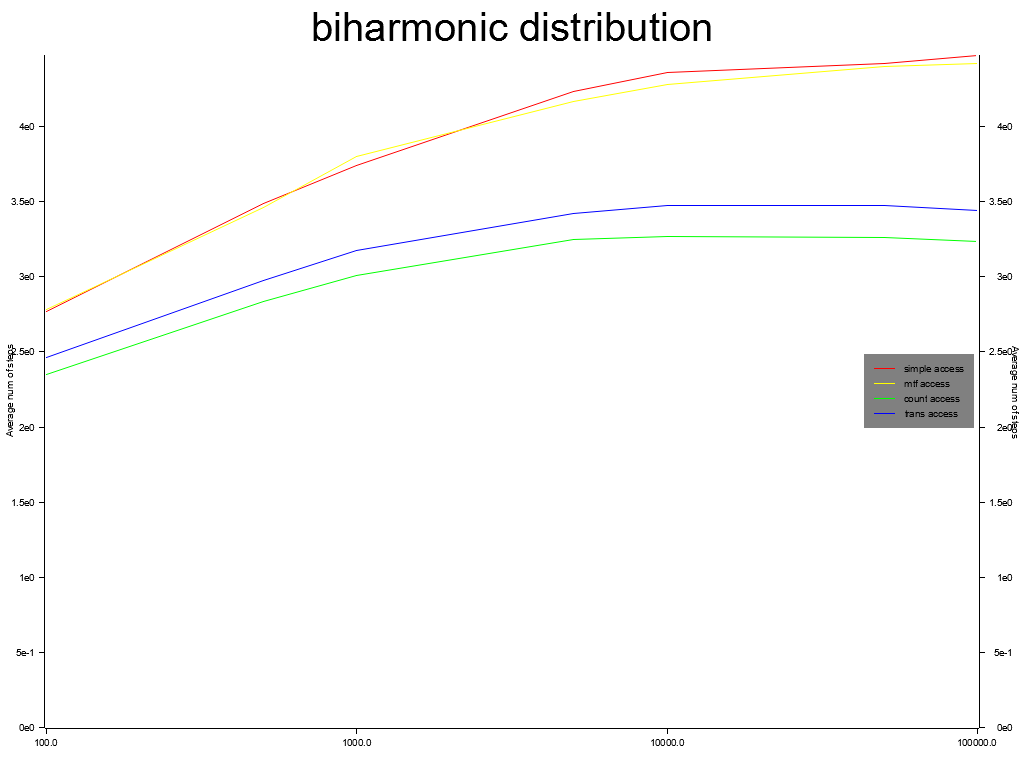 biharmonic distribution
4e0
3.5e0
3e0
2.5e0
2e0
1.5e0
1e0
5e-1
0e0
Average num of steps
100.0
1000.0
10000.0
100000.0
4e0
3.5e0
3e0
2.5e0
2e0
1.5e0
1e0
5e-1
0e0
Average num of steps
simple access
mtf access
count access
trans access